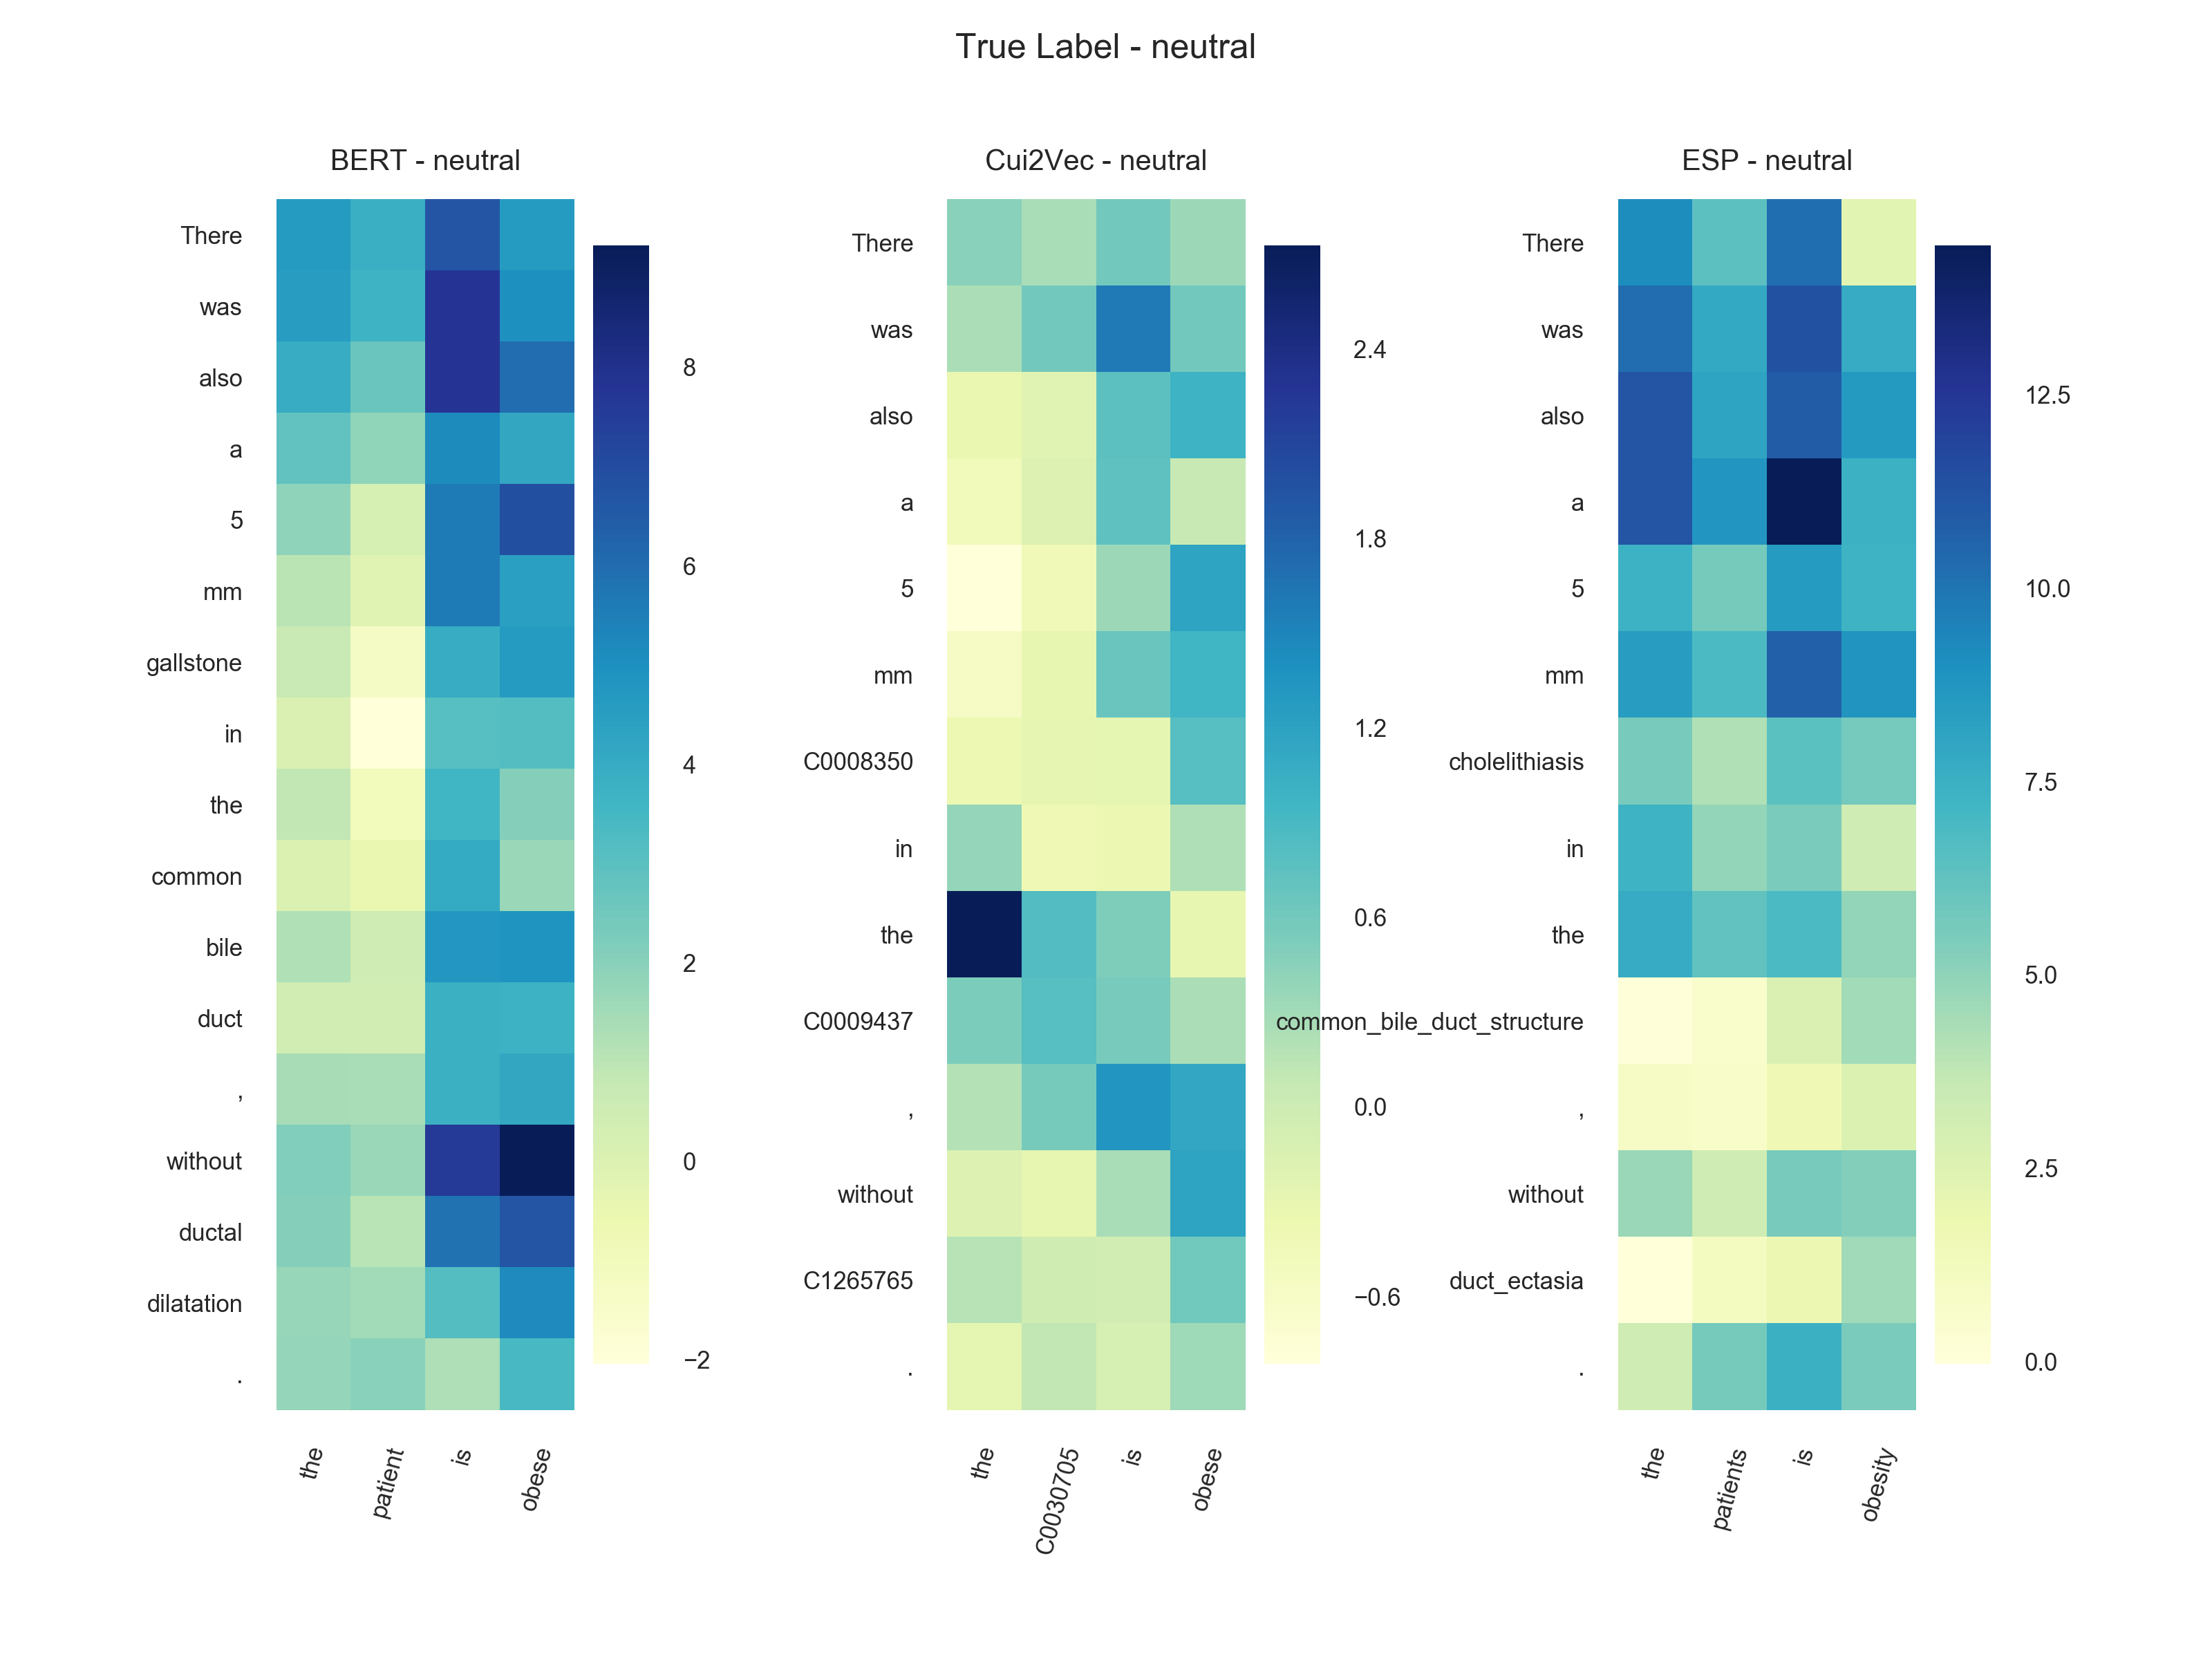 True Label - neutral
BERT - neutral
There
was
also
a
5
mm
gallstone
in
the
common
bile
duct
,
without
ductal
dilatation
.
the
patient
is
obese
8
6
4
2
0
−2
Cui2Vec - neutral
There
was
also
a
5
mm
C0008350
in
the
C0009437
,
without
C1265765
.
the
C0030705
is
obese
2.4
1.8
1.2
0.6
0.0
−0.6
ESP - neutral
There
was
also
a
5
mm
cholelithiasis
in
the
common_bile_duct_structure
,
without
duct_ectasia
.
the
patients
is
obesity
12.5
10.0
7.5
5.0
2.5
0.0